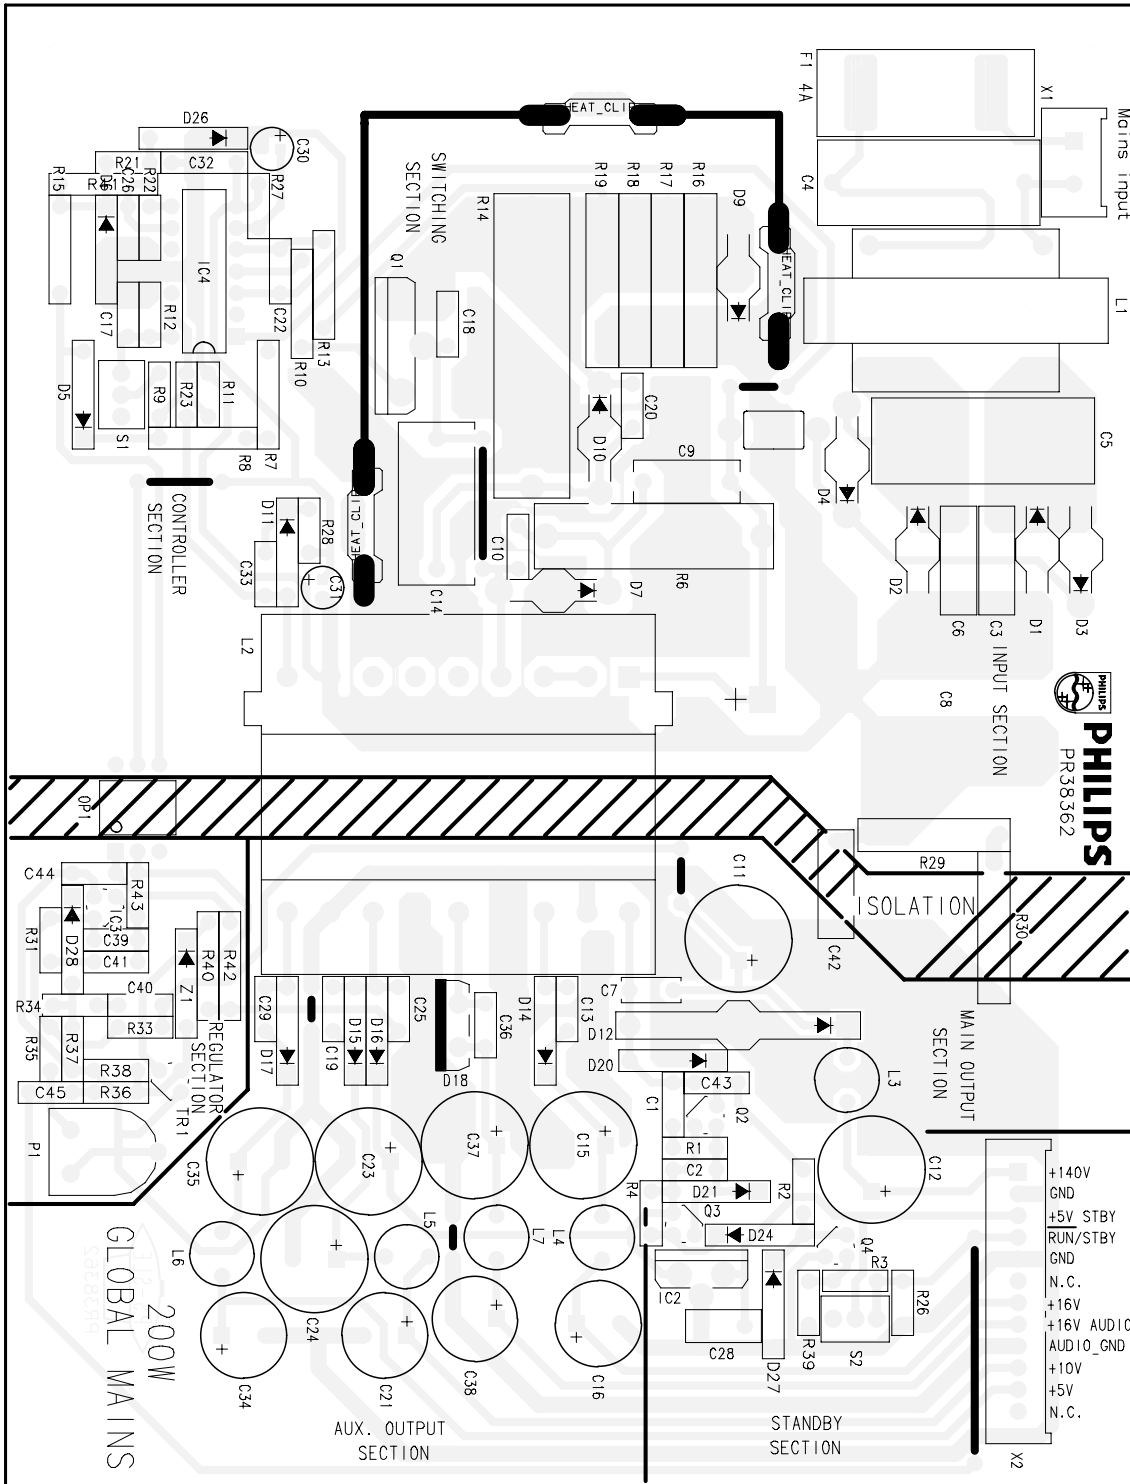 F1 4A
X1
Mains input
HEAT_CLIP
D26
C30
R21
C32
R15
D6
C26
R22
R27
SWITCHING
SECTION
R14
R19
R18
R17
R16
D9
C4
HEAT_CLIP
IC4
Q1
C18
L1
C17
R12
C22
R13
R10
D5
S1
R9
R23
R11
R8
R7
C20
D10
C9
D4
C5
CONTROLLER
SECTION
D11
R28
HEAT_CLIP
C33
C31
C14
C10
D7
R6
D2
C6
C3
D1
D3
L2
C8
INPUT SECTION
PHILIPS
PHILIPS
PR38362
OP1
R29
C44
R43
IC3
C39
C41
R31
D28
Z1
R40
R42
C11
ISOLATION
C42
R30
R34
C40
R33
R35
R37
R38
R36
C45
TR1
P1
REGULATOR
SECTION
C29
D17
C19
D15
D16
C25
D18
C36
D14
C13
C7
D12
D20
C43
L3
MAIN OUTPUT
SECTION
C1
Q2
R1
C2
R4
D21
R2
Q3
D24
Q4
C12
C35
C23
C37
C15
L6
L5
L7
L4
C24
C34
C21
C38
C16
IC2
C28
D27
R39
R3
S2
R26
+140V
GND
+5V STBY
RUN/STBY
GND
N.C.
+16V
+16V AUDIO
AUDIO_GND
+10V
+5V
N.C.
X2
GLOBAL MAINS
200W
AUX. OUTPUT
SECTION
STANDBY
SECTION